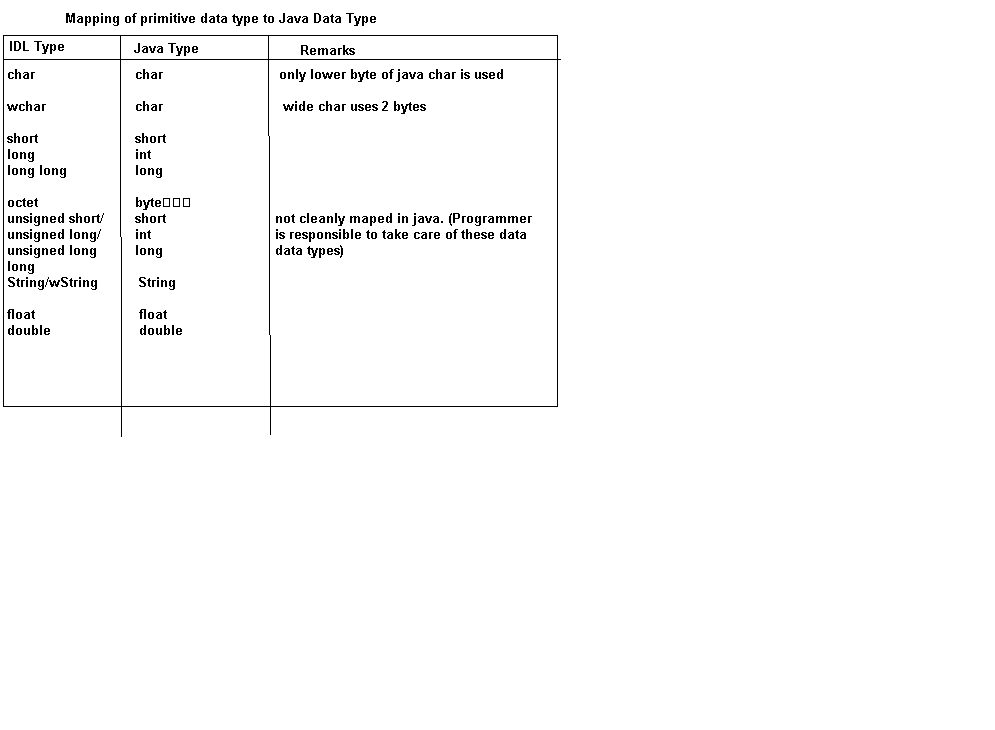 Mapping of primitive data type to Java Data Type
IDL Type Java Type Remarks
char char only lower byte of java char is used
wchar char wide char uses 2 bytes
short short
long int
long long long
octet byte□□□
unsigned short/ short not cleanly maped in java. (Programmer
unsigned long/ int is responsible to take care of these data
unsigned long long data types)
long
String/wString String
float float
double double